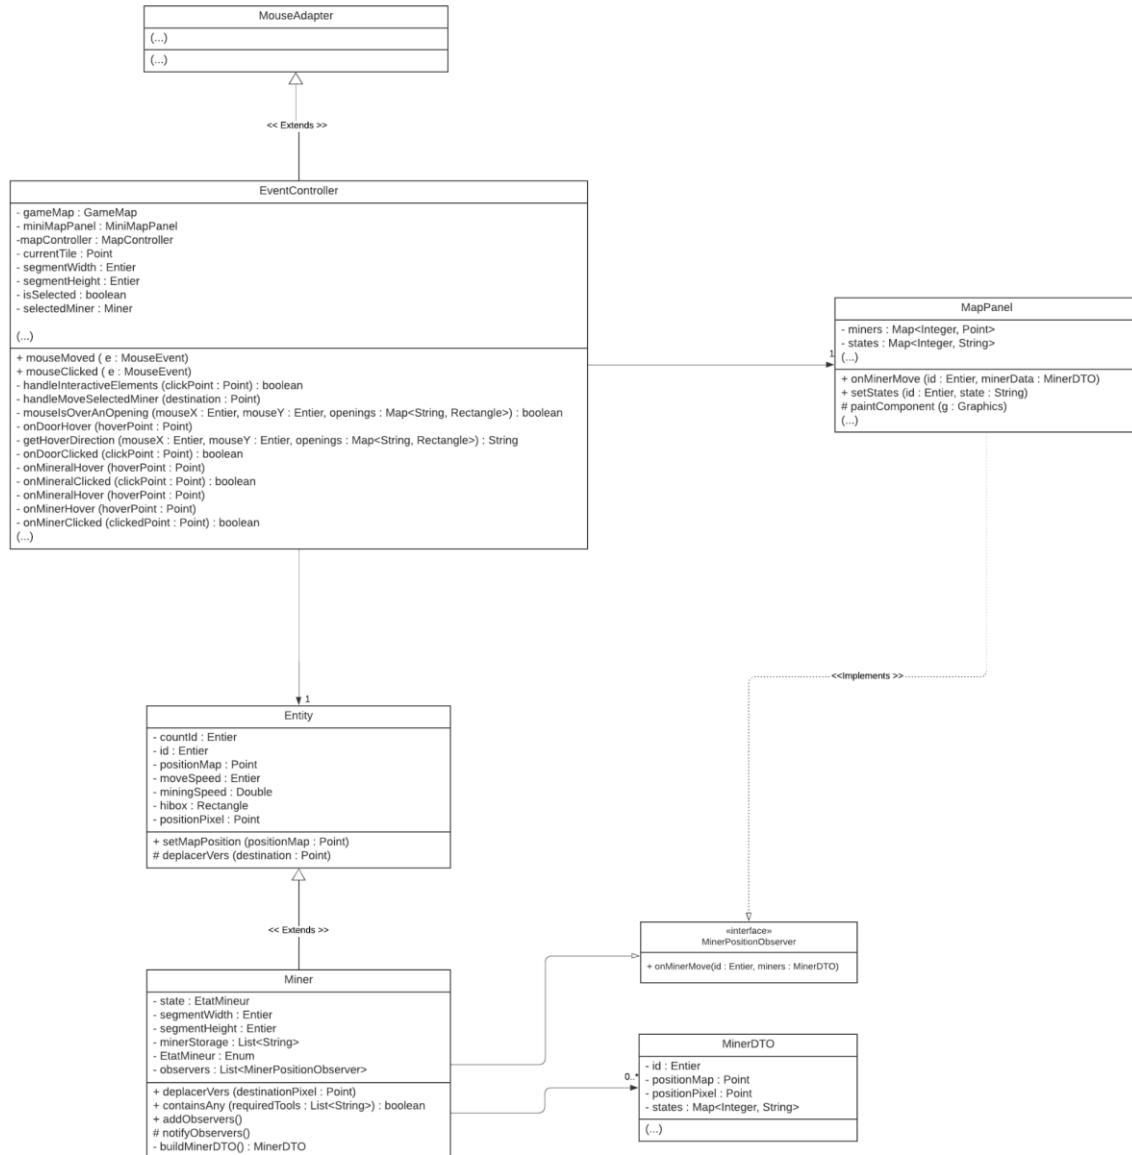 MouseAdapter
(...)
(...)
<< Extends >>
EventController
- gameMap : GameMap
- miniMapPanel : MiniMapPanel
-mapController : MapController
- currentTile : Point
- segmentWidth : Entier
- segmentHeight : Entier
- isSelected : boolean
- selectedMiner : Miner
(...)
+ mouseMoved ( e : MouseEvent)
+ mouseClicked ( e : MouseEvent)
- handleInteractiveElements (clickPoint : Point) : boolean
- handleMoveSelectedMiner (destination : Point)
- mouseIsOverAnOpening (mouseX : Entier, mouseY : Entier, openings : Map<String, Rectangle>) : boolean
- onDoorHover (hoverPoint : Point)
- getHoverDirection (mouseX : Entier, mouseY : Entier, openings : Map<String, Rectangle>) : String
- onDoorClicked (clickPoint : Point) : boolean
- onMineralHover (hoverPoint : Point)
- onMineralClicked (clickPoint : Point) : boolean
- onMineralHover (hoverPoint : Point)
- onMinerHover (hoverPoint : Point)
- onMinerClicked (clickedPoint : Point) : boolean
(...)
1
MapPanel
- miners : Map<Integer, Point>
- states : Map<Integer, String>
(...)
+ onMinerMove (id : Entier, minerData : MinerDTO)
+ setStates (id : Entier, state : String)
# paintComponent (g : Graphics)
(...)
<<Implements >>
1
Entity
- countId : Entier
- id : Entier
- positionMap : Point
- moveSpeed : Entier
- miningSpeed : Double
- hibox : Rectangle
- positionPixel : Point
+ setMapPosition (positionMap : Point)
# deplacerVers (destination : Point)
<< Extends >>
«interface»
MinerPositionObserver
+ onMinerMove(id : Entier, miners : MinerDTO)
Miner
- state : EtatMineur
- segmentWidth : Entier
- segmentHeight : Entier
- minerStorage : List<String>
- EtatMineur : Enum
- observers : List<MinerPositionObserver>
+ deplacerVers (destinationPixel : Point)
+ containsAny (requiredTools : List<String>) : boolean
+ addObservers()
# notifyObservers()
- buildMinerDTO() : MinerDTO
0..*
MinerDTO
- id : Entier
- positionMap : Point
- positionPixel : Point
- states : Map<Integer, String>
(...)